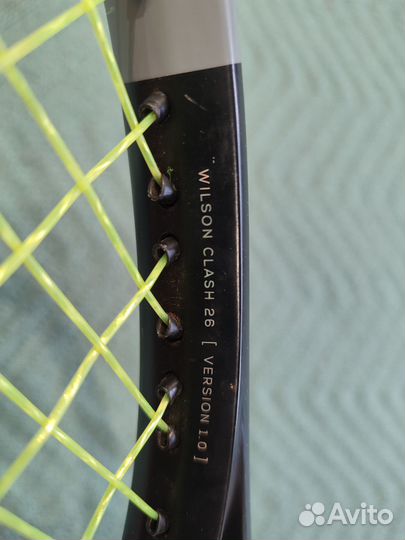 WILSON CLASH 26 [ VERSION 1.0 ]
Avito